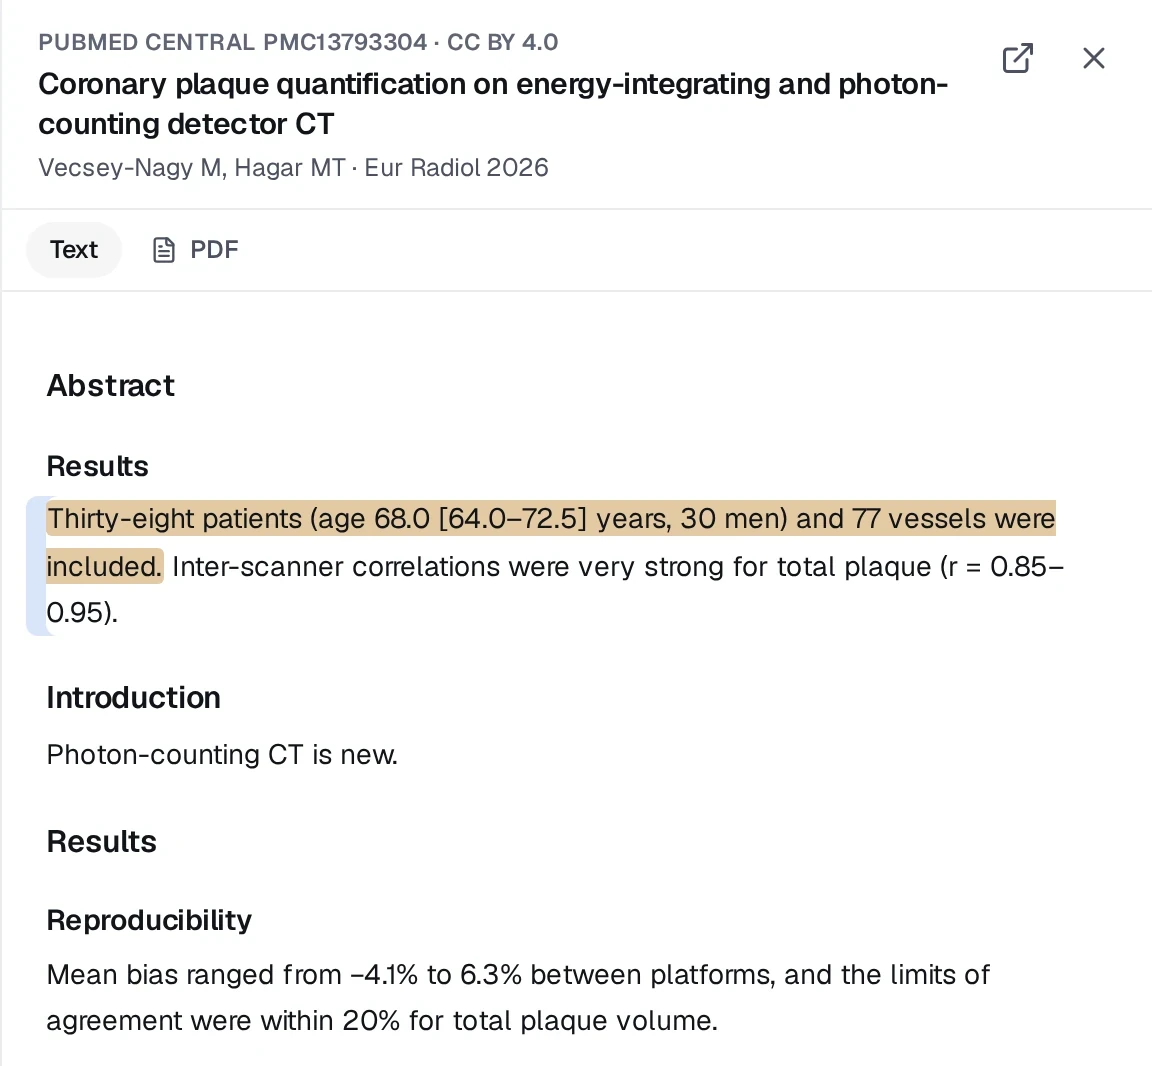 PUBMED CENTRAL PMC13793304 · CC BY 4.0
Coronary plaque quantification on energy-integrating and photon-
counting detector CT
Vecsey-Nagy M, Hagar MT · Eur Radiol 2026
Text
PDF
Abstract
Results
Thirty-eight patients (age 68.0 [64.0–72.5] years, 30 men) and 77 vessels were
included. Inter-scanner correlations were very strong for total plaque (r = 0.85–
0.95).
Introduction
Photon-counting CT is new.
Results
Reproducibility
Mean bias ranged from −4.1% to 6.3% between platforms, and the limits of
agreement were within 20% for total plaque volume.